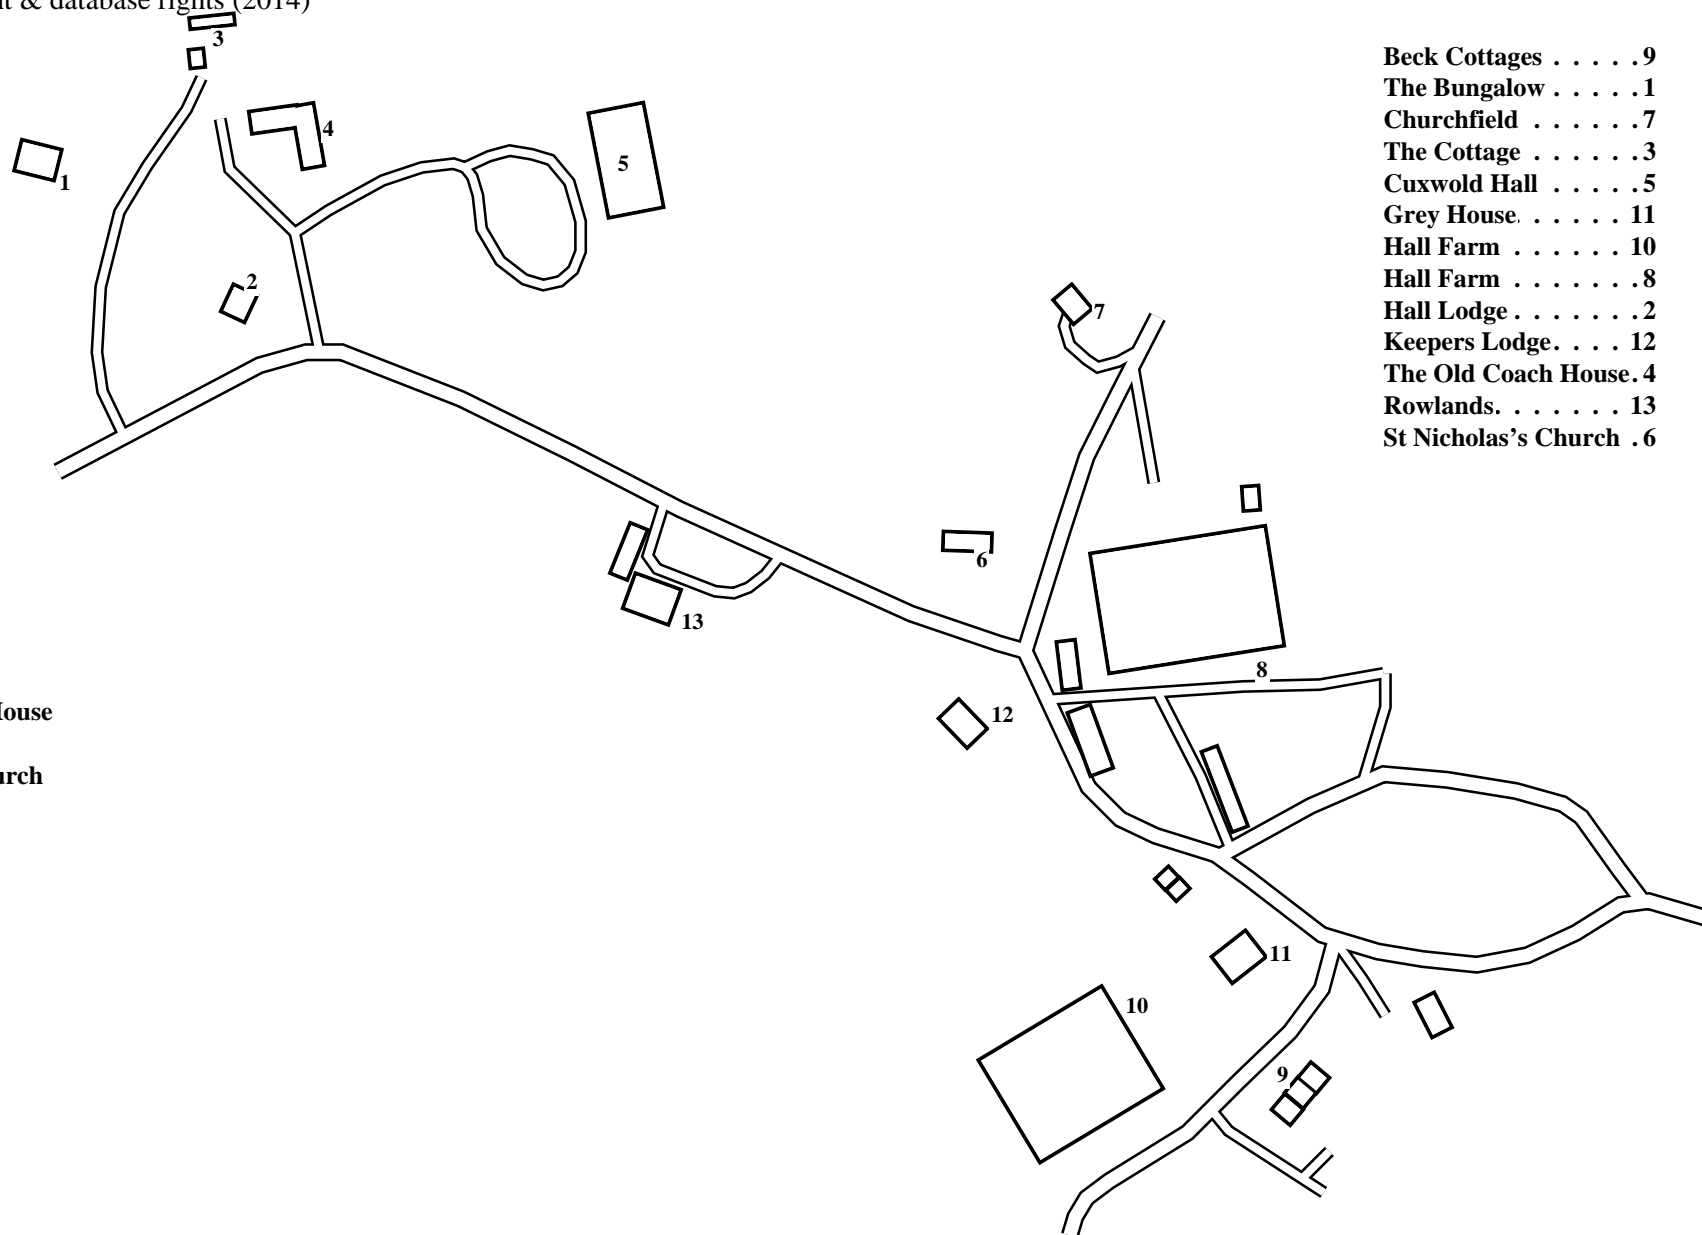 t & database rights (2014)
3
4
5
1
2
7
6
13
8
12
11
10
9
Beck Cottages . . . . . 9
The Bungalow . . . . . 1
Churchfield . . . . . . 7
The Cottage . . . . . . 3
Cuxwold Hall . . . . . 5
Grey House. . . . . . 11
Hall Farm . . . . . . 10
Hall Farm . . . . . . . 8
Hall Lodge . . . . . . . 2
Keepers Lodge. . . . 12
The Old Coach House. 4
Rowlands. . . . . . . 13
St Nicholas's Church . 6
House
urch